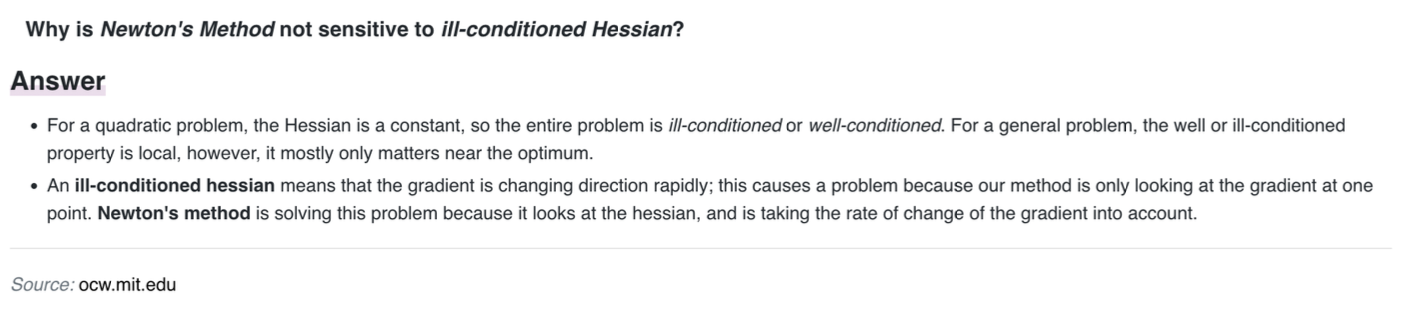 Why is Newton's Method not sensitive to ill-conditioned Hessian?
Answer
• For a quadratic problem, the Hessian is a constant, so the entire problem is ill-conditioned or well-conditioned. For a general problem, the well or ill-conditioned
property is local, however, it mostly only matters near the optimum.
• An ill-conditioned hessian means that the gradient is changing direction rapidly; this causes a problem because our method is only looking at the gradient at one
point. Newton's method is solving this problem because it looks at the hessian, and is taking the rate of change of the gradient into account.
Source: ocw.mit.edu